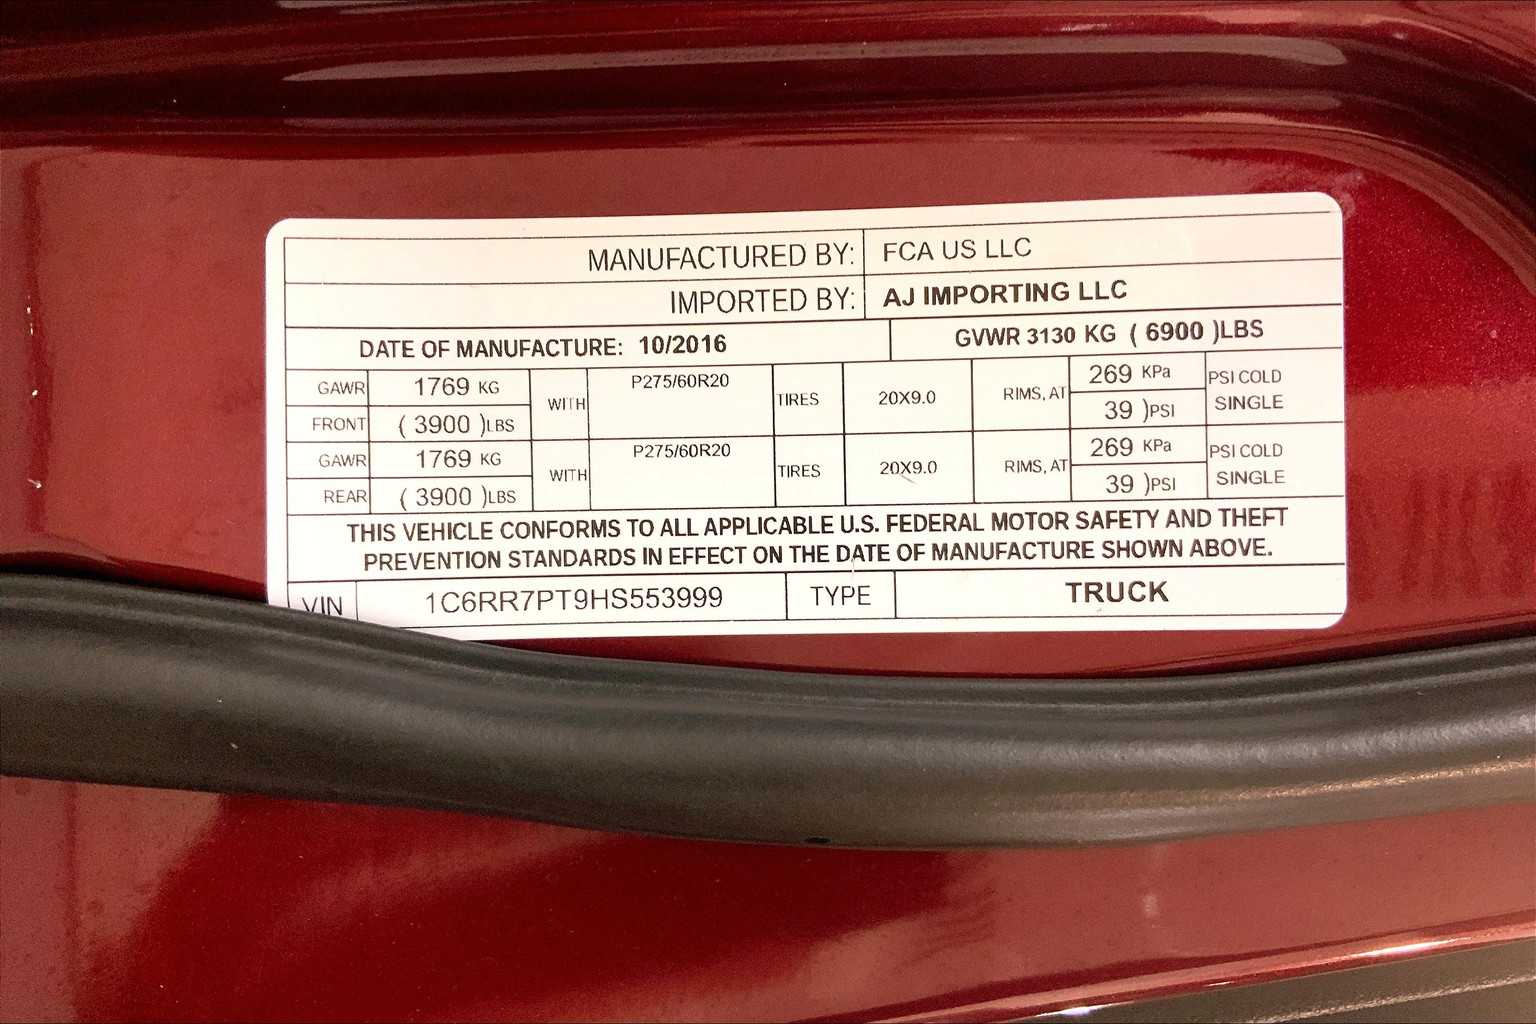 MANUFACTURED BY: FCA US LLC
IMPORTED BY: AJ IMPORTING LLC
DATE OF MANUFACTURE: 10/2016 GVWR 3130 KG ( 6900 )LBS
GAWR 1769 KG WITH P275/60R20 TIRES 20X9.0 RIMS, AT 269 KPa PSI COLD
FRONT ( 3900 )LBS 39 )PSI SINGLE
GAWR 1769 KG WITH P275/60R20 TIRES 20X9.0 RIMS, AT 269 KPa PSI COLD
REAR ( 3900 )LBS 39 )PSI SINGLE
THIS VEHICLE CONFORMS TO ALL APPLICABLE U.S. FEDERAL MOTOR SAFETY AND THEFT
PREVENTION STANDARDS IN EFFECT ON THE DATE OF MANUFACTURE SHOWN ABOVE.
VIN 1C6RR7PT9HS553999 TYPE TRUCK